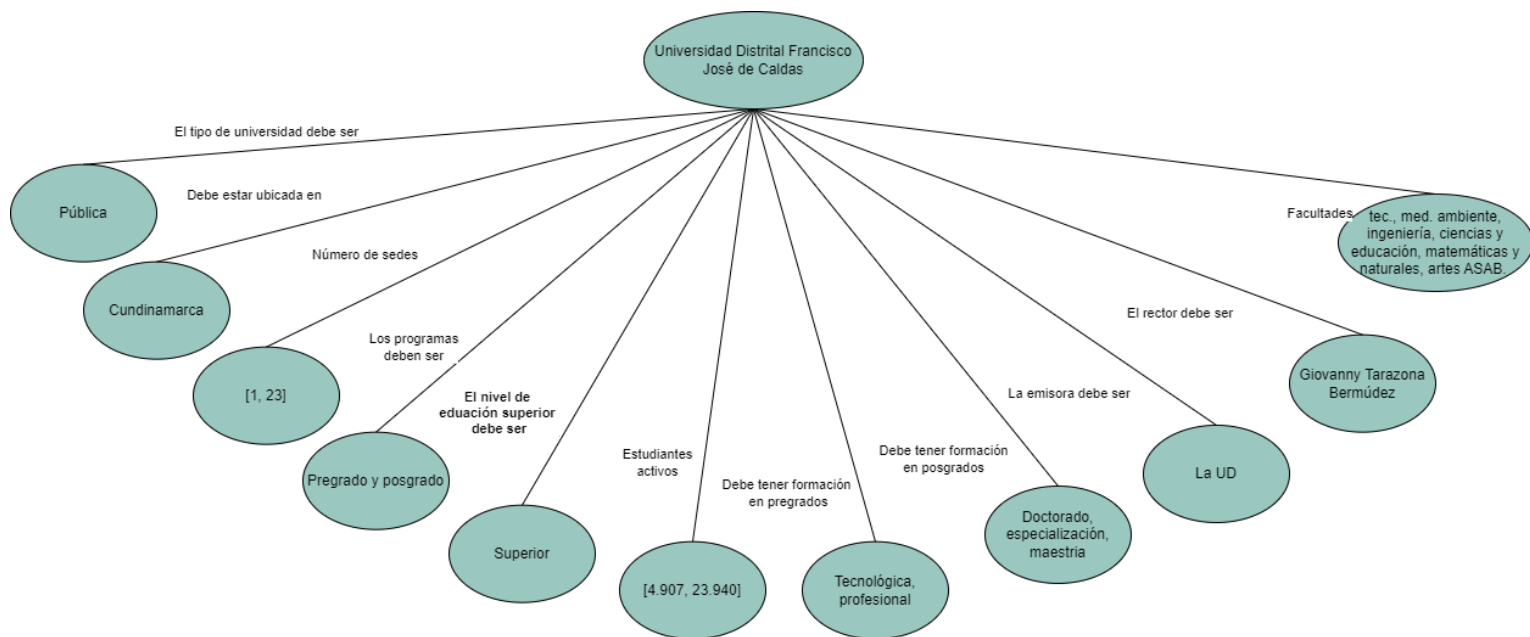 Universidad Distrital Francisco
José de Caldas
El tipo de universidad debe ser
Pública
Debe estar ubicada en
Cundinamarca
Número de sedes
[1, 23]
Los programas
deben ser
Pregrado y posgrado
El nivel de
eduación superior
debe ser
Superior
Estudiantes
activos
[4.907, 23.940]
Debe tener formación
en pregrados
Tecnológica,
profesional
Debe tener formación
en posgrados
Doctorado,
especialización,
maestria
La emisora debe ser
La UD
El rector debe ser
Giovanny Tarazona
Bermúdez
Facultades
tec., med. ambiente,
ingeniería, ciencias y
educación, matemáticas y
naturales, artes ASAB.